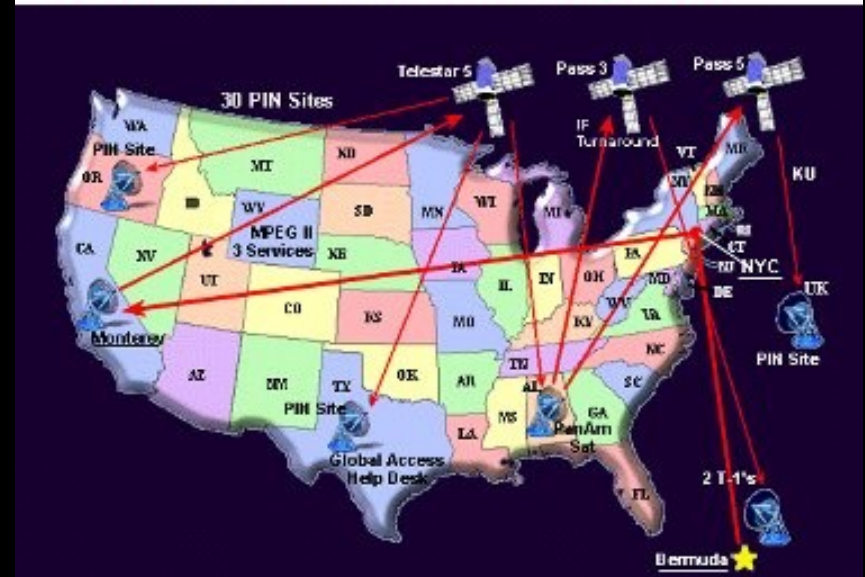 Telestar 5
Pass 3
Pass 5
30 PIN Sites
IF
Turnaround
WA
PIN Site
OR
MT
ND
VT
ME
KU
ID
WV
MPEG II
3 Services
SD
MN
WI
MI
NY
NH
MA
RI
CT
NJ
NYC
CA
NV
UT
NE
IA
IL
IN
OH
PA
MD
DE
UK
PIN Site
Monterey
CO
KS
MO
KY
WV
VA
AZ
NM
TX
OK
AR
TN
NC
SC
PIN Site
LA
MS
AL
GA
PanAm
Sat
Global Access
Help Desk
FL
2 T-1's
Bermuda